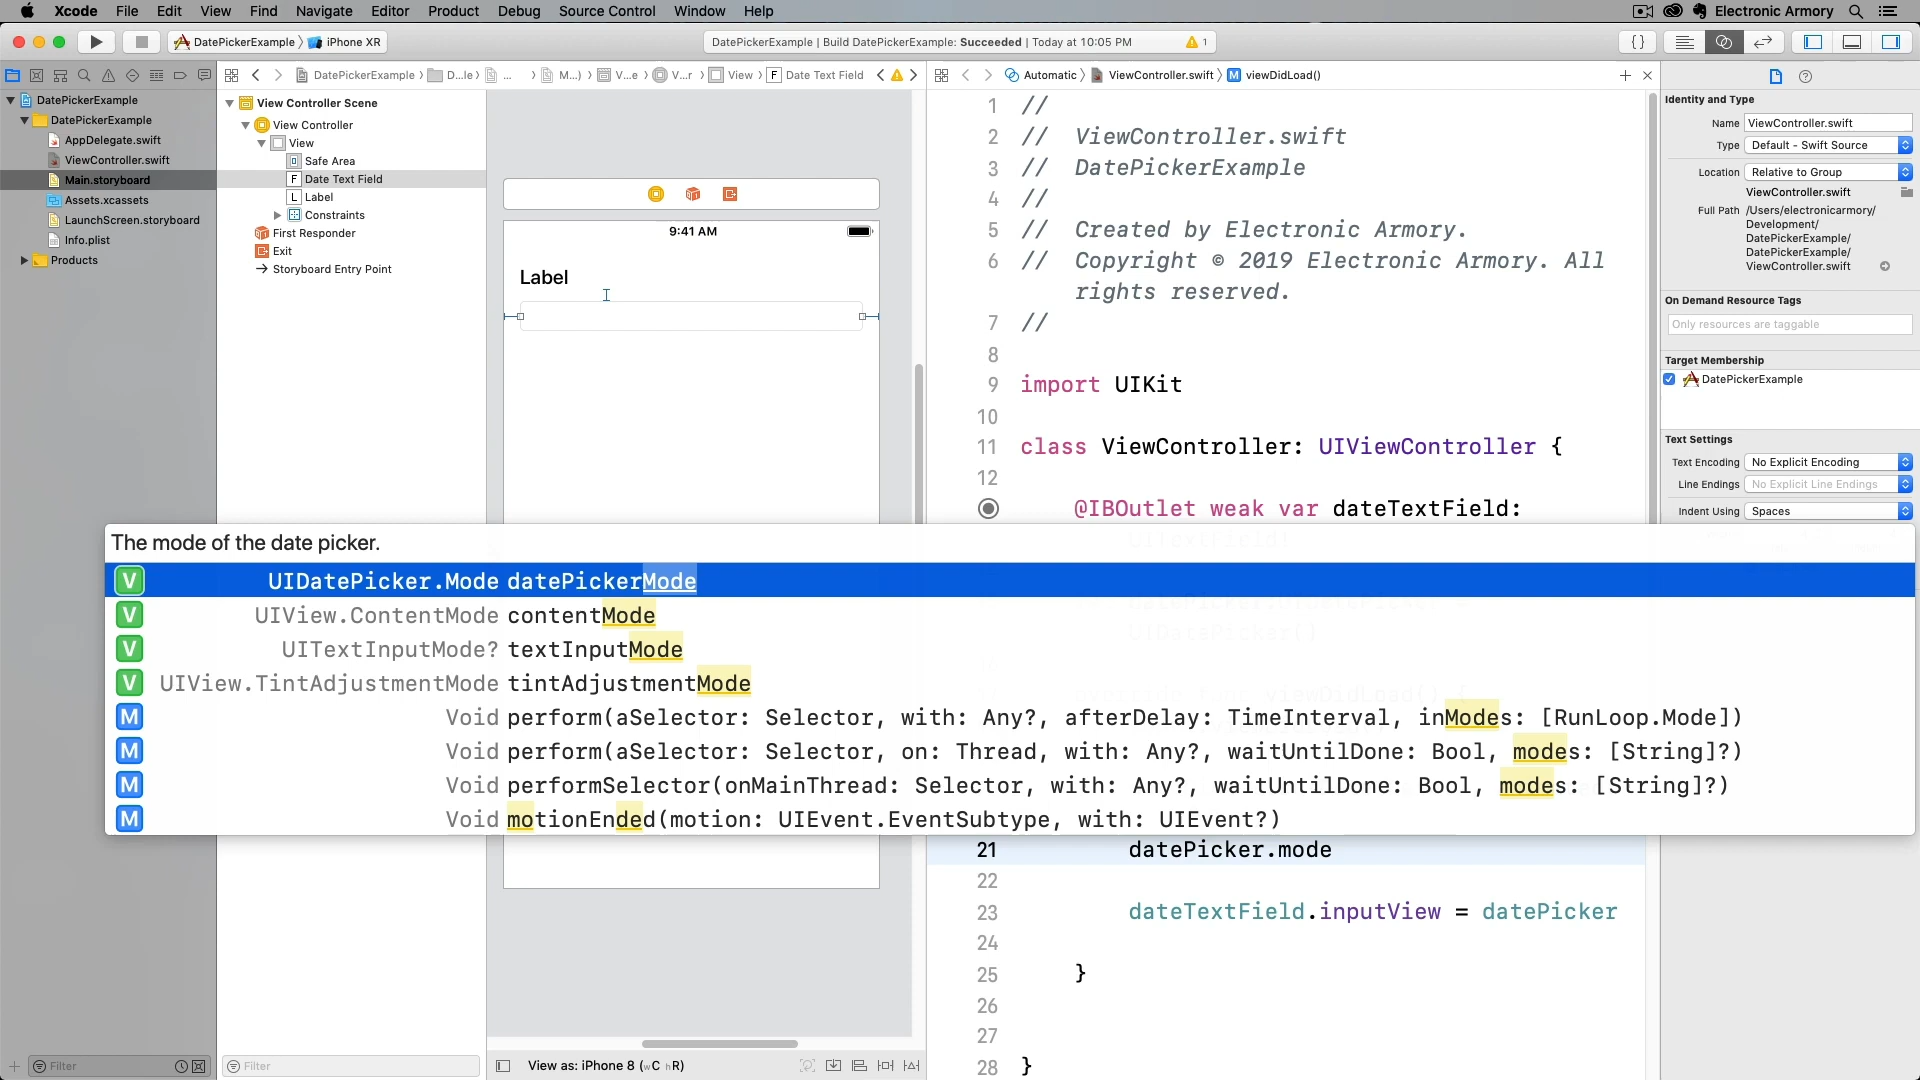 Xcode File Edit View Find Navigate Editor Product Debug Source Control Window Help Electronic Armory
DatePickerExample iPhone XR
DatePickerExample | Build DatePickerExample: Succeeded | Today at 10:05 PM 1
DatePickerExample D...le ... M...) V...e V...r View F Date Text Field
Automatic ViewController.swift M viewDidLoad()
DatePickerExample
DatePickerExample
AppDelegate.swift
ViewController.swift
Main.storyboard
Assets.xcassets
LaunchScreen.storyboard
Info.plist
Products
Filter
View Controller Scene
View Controller
View
Safe Area
F Date Text Field
L Label
Constraints
First Responder
Exit
Storyboard Entry Point
Filter
9:41 AM
Label
View as: iPhone 8 (wC hR)
1 //
2 //  ViewController.swift
3 //  DatePickerExample
4 //
5 //  Created by Electronic Armory.
6 //  Copyright © 2019 Electronic Armory. All
rights reserved.
7 //
8
9 import UIKit
10
11 class ViewController: UIViewController {
12
@IBOutlet weak var dateTextField:
The mode of the date picker.
V UIDatePicker.Mode datePickerMode
V UIView.ContentMode contentMode
V UITextInputMode? textInputMode
V UIView.TintAdjustmentMode tintAdjustmentMode
M Void perform(aSelector: Selector, with: Any?, afterDelay: TimeInterval, inModes: [RunLoop.Mode])
M Void perform(aSelector: Selector, on: Thread, with: Any?, waitUntilDone: Bool, modes: [String]?)
M Void performSelector(onMainThread: Selector, with: Any?, waitUntilDone: Bool, modes: [String]?)
M Void motionEnded(motion: UIEvent.EventSubtype, with: UIEvent?)
21 datePicker.mode
22
23 dateTextField.inputView = datePicker
24
25 }
26
27
28 }
Identity and Type
Name ViewController.swift
Type Default - Swift Source
Location Relative to Group
ViewController.swift
Full Path /Users/electronicarmory/
Development/
DatePickerExample/
DatePickerExample/
ViewController.swift
On Demand Resource Tags
Only resources are taggable
Target Membership
DatePickerExample
Text Settings
Text Encoding No Explicit Encoding
Line Endings No Explicit Line Endings
Indent Using Spaces